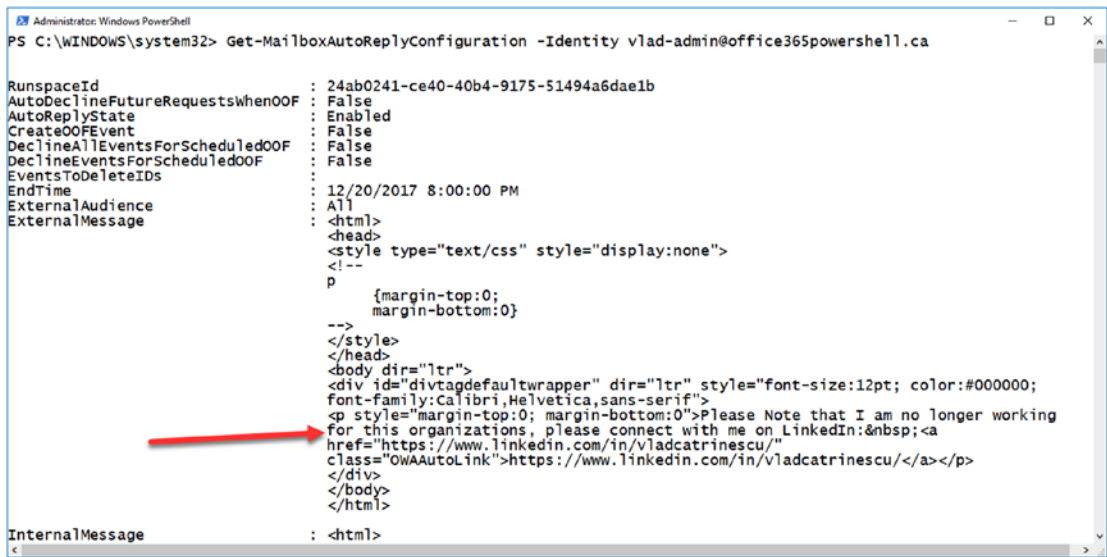 Administrator: Windows PowerShell
PS C:\WINDOWS\system32> Get-MailboxAutoReplyConfiguration -Identity vlad-admin@office365powershell.ca
RunspaceId : 24ab0241-ce40-40b4-9175-51494a6dae1b
AutoDeclineFutureRequestsWhenOOF : False
AutoReplyState : Enabled
CreateOOFEvent : False
DeclineAllEventsForScheduledOOF : False
DeclineEventsForScheduledOOF : False
EventsToDeleteIDs :
EndTime : 12/20/2017 8:00:00 PM
ExternalAudience : All
ExternalMessage : <html>
<head>
<style type="text/css" style="display:none">
<!--
p
{margin-top:0;
margin-bottom:0}
-->
</style>
</head>
<body dir="ltr">
<div id="divtagdefaultwrapper" dir="ltr" style="font-size:12pt; color:#000000;
font-family:Calibri,Helvetica,sans-serif">
<p style="margin-top:0; margin-bottom:0">Please Note that I am no longer working
for this organizations, please connect with me on LinkedIn:&nbsp;<a
href="https://www.linkedin.com/in/vladcatrinescu/"
class="OWAAutoLink">https://www.linkedin.com/in/vladcatrinescu/</a></p>
</div>
</body>
</html>
InternalMessage : <html>